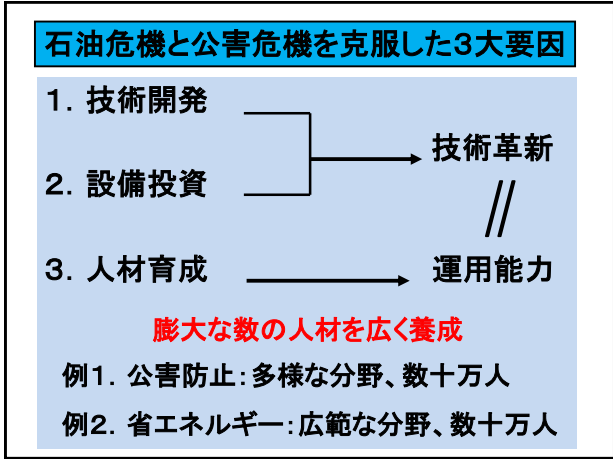 石油危機と公害危機を克服した３大要因
１．技術開発
技術革新
２．設備投資
３．人材育成
運用能力
膨大な数の人材を広く養成
例１．公害防止：多様な分野、数十万人
例２．省エネルギー：広範な分野、数十万人